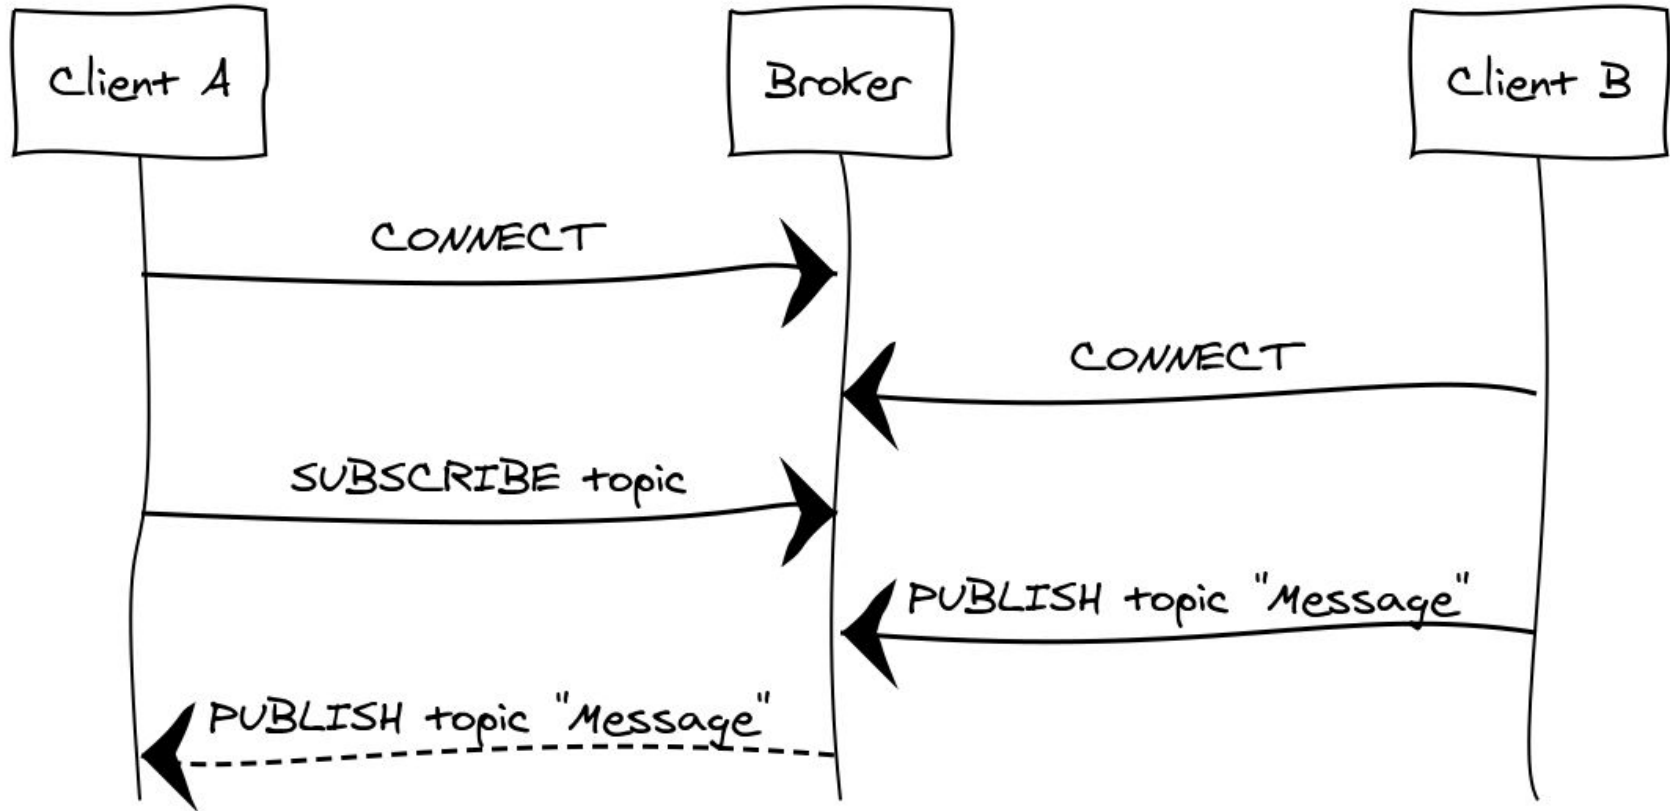 Client A
Broker
Client B
CONNECT
CONNECT
SUBSCRIBE topic
PUBLISH topic "Message"
PUBLISH topic "Message"